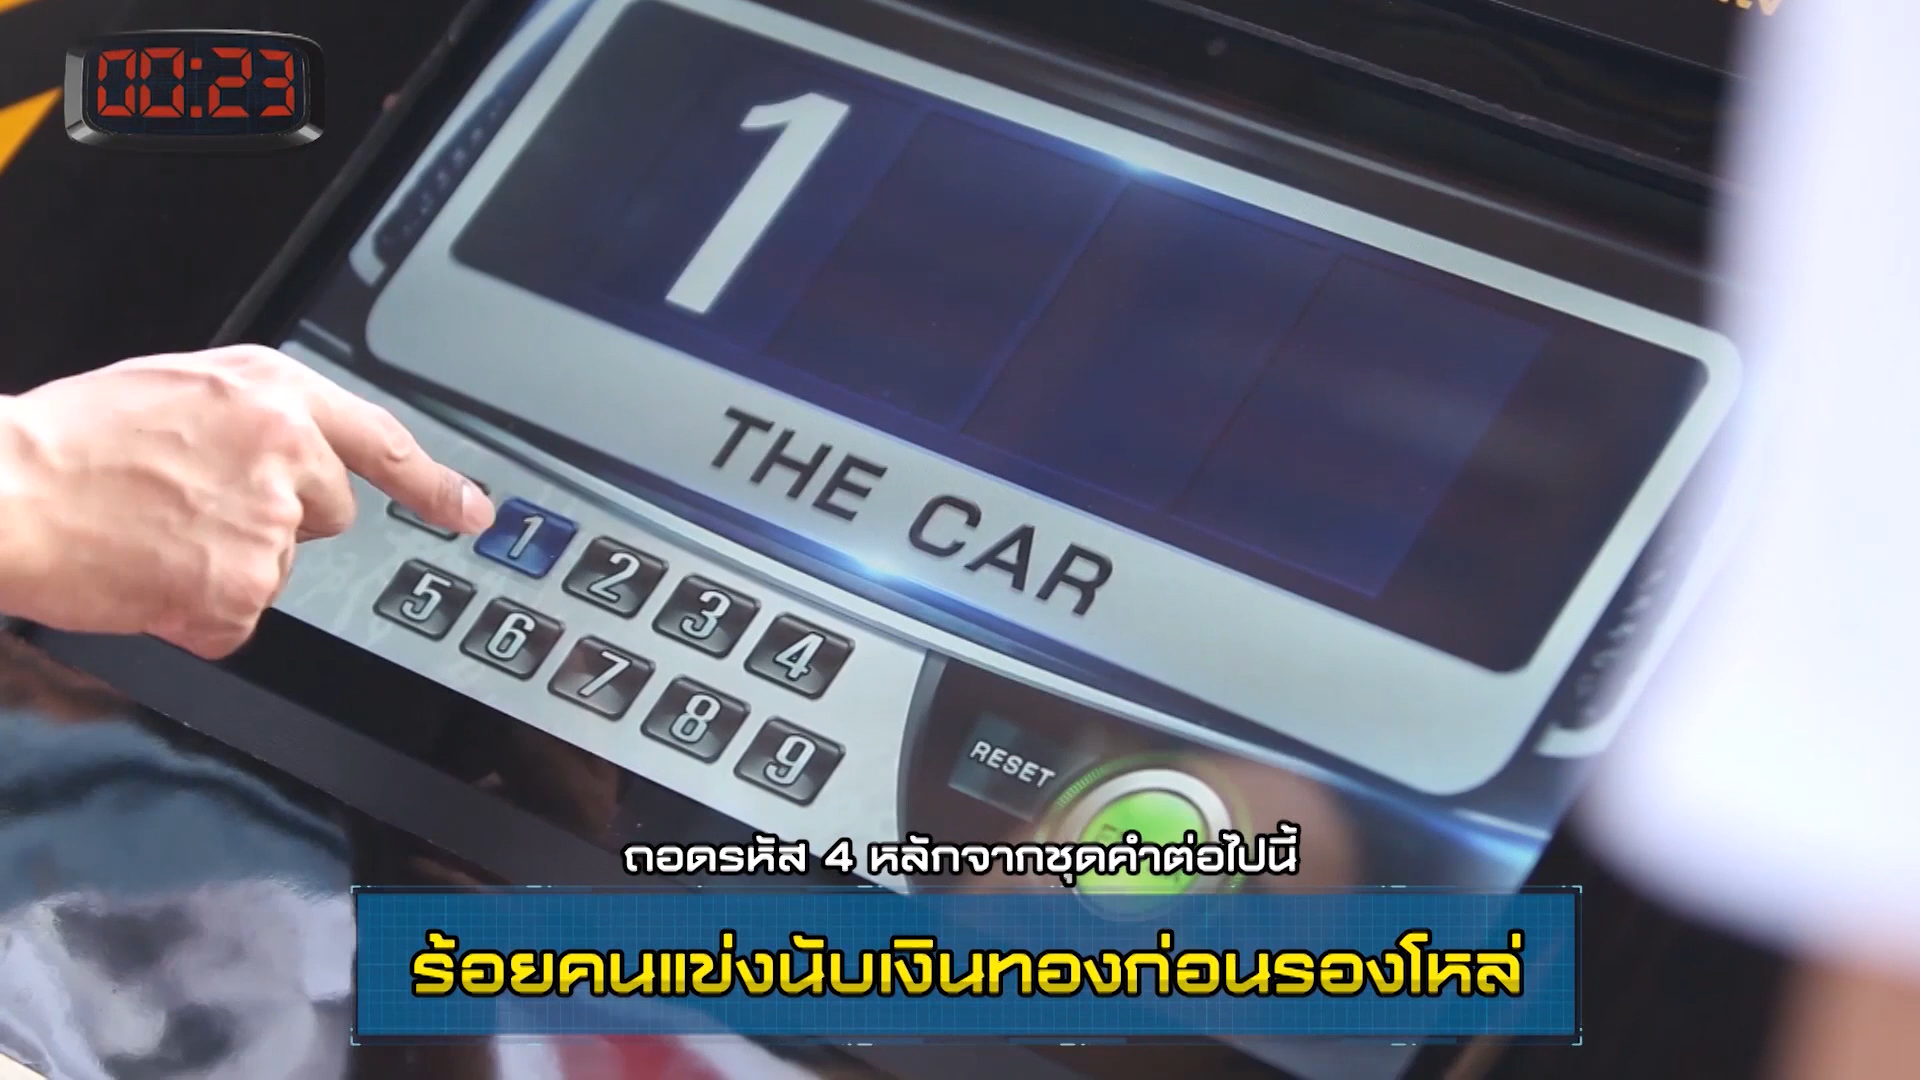 00:23
1
THE CAR
1 2 3 4
5 6 7 8 9
RESET
ถอดรหัส 4 หลักจากชุดคำต่อไปนี้
ร้อยคนแข่งนับเงินทองก่อนรองโหล่